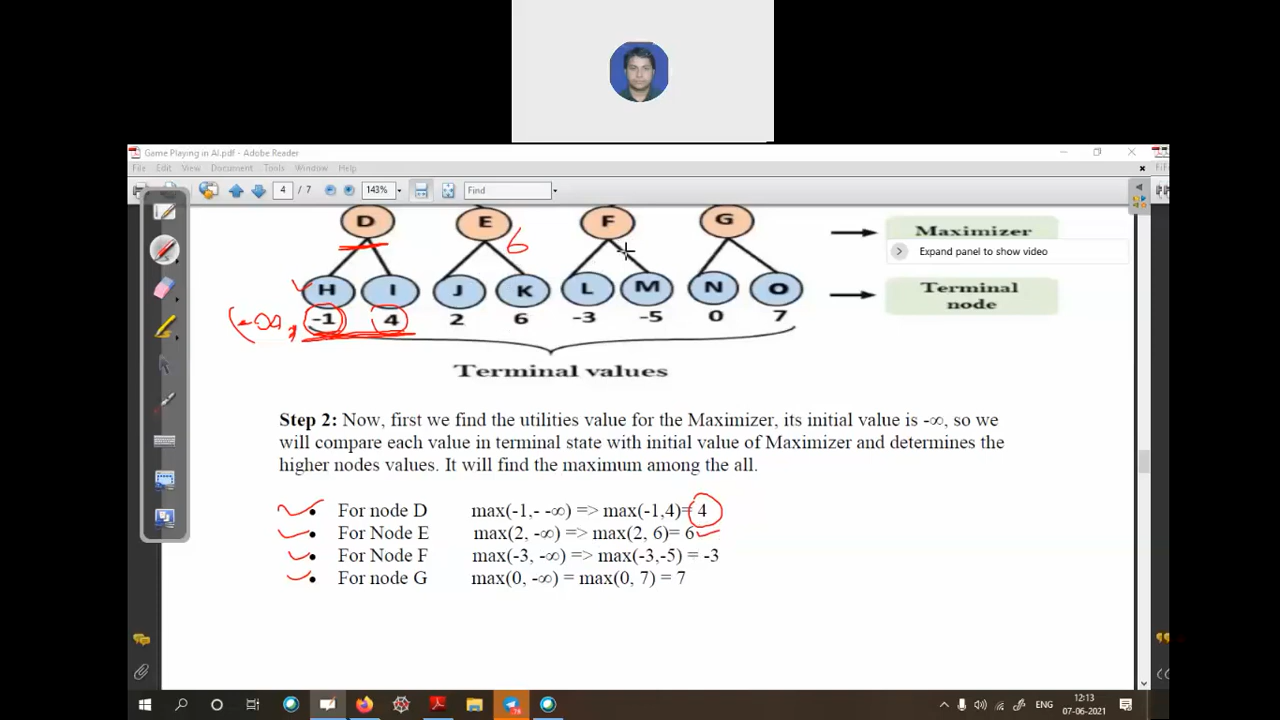 Game Playing in AI.pdf - Adobe Reader
File Edit View Document Tools Window Help
4 / 7 143% Find
D E F G Maximizer
Expand panel to show video
6
H I J K L M N O Terminal node
(-∞, -1 4 2 6 -3 -5 0 7
Terminal values
Step 2: Now, first we find the utilities value for the Maximizer, its initial value is -∞, so we
will compare each value in terminal state with initial value of Maximizer and determines the
higher nodes values. It will find the maximum among the all.
• For node D max(-1,- -∞) => max(-1,4)= 4
• For Node E max(2, -∞) => max(2, 6)= 6
• For Node F max(-3, -∞) => max(-3,-5) = -3
• For node G max(0, -∞) = max(0, 7) = 7
ENG
12:13
07-06-2021